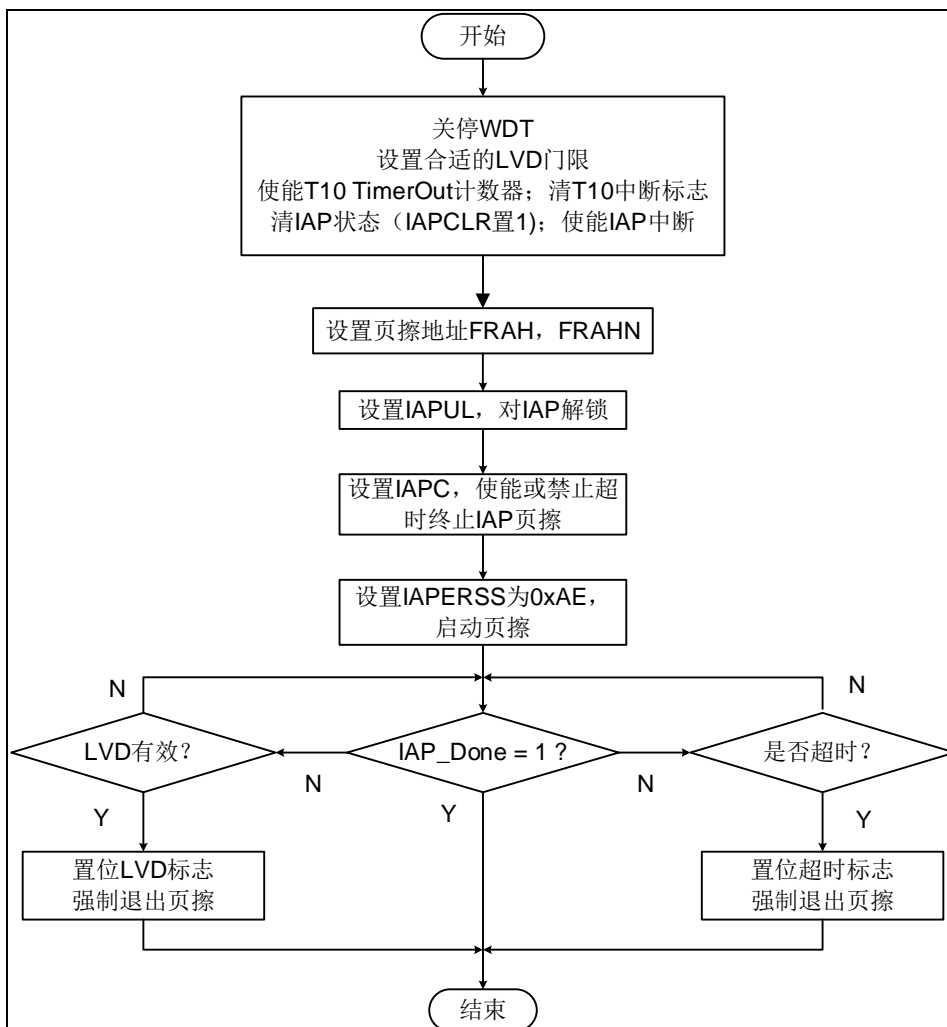 开始
关停WDT
设置合适的LVD门限
使能T10 TimerOut计数器；清T10中断标志
清IAP状态（IAPCLR置1)；使能IAP中断
设置页擦地址FRAH，FRAHN
设置IAPUL，对IAP解锁
设置IAPC，使能或禁止超
时终止IAP页擦
设置IAPERSS为0xAE，
启动页擦
N
N
LVD有效？
IAP_Done = 1 ?
是否超时？
N
N
Y
Y
Y
置位LVD标志
强制退出页擦
置位超时标志
强制退出页擦
结束